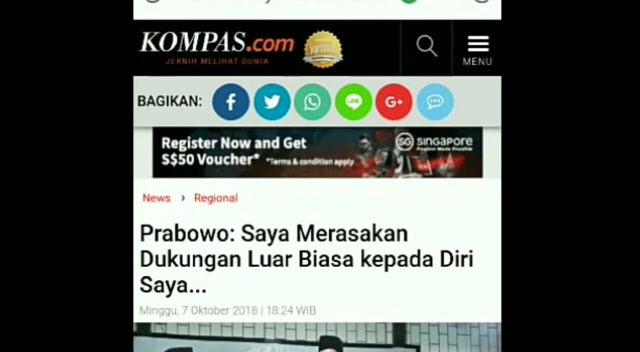 KOMPAS.com
JERNIH MELIHAT DUNIA
MENU
BAGIKAN:
G+
Register Now and Get
S$50 Voucher* *Terms & condition apply
SG SINGAPORE
News > Regional
Prabowo: Saya Merasakan
Dukungan Luar Biasa kepada Diri
Saya...
Minggu, 7 Oktober 2018 | 18:24 WIB